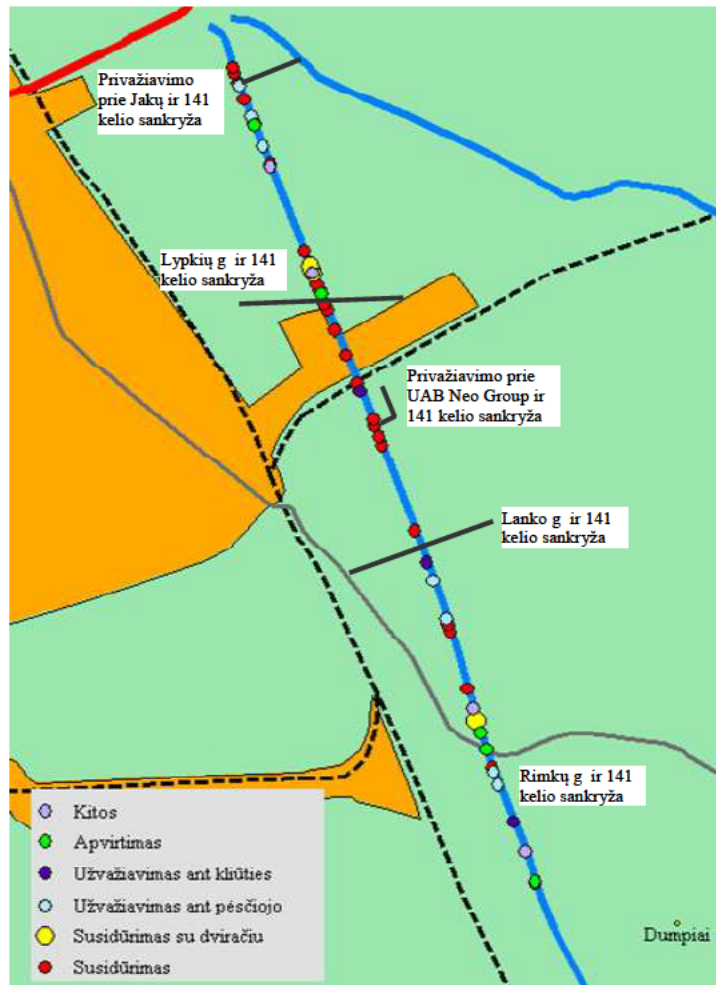 Privažiavimo
prie Jakų ir 141
kelio sankryža
Lypkių g ir 141
kelio sankryža
Privažiavimo prie
UAB Neo Group ir
141 kelio sankryža
Lanko g ir 141
kelio sankryža
Rimkų g ir 141
kelio sankryža
Kitos
Apvirtimas
Užvažiavimas ant kliūties
Užvažiavimas ant pėsčiojo
Susidūrimas su dviračiu
Susidūrimas
Dumpiai